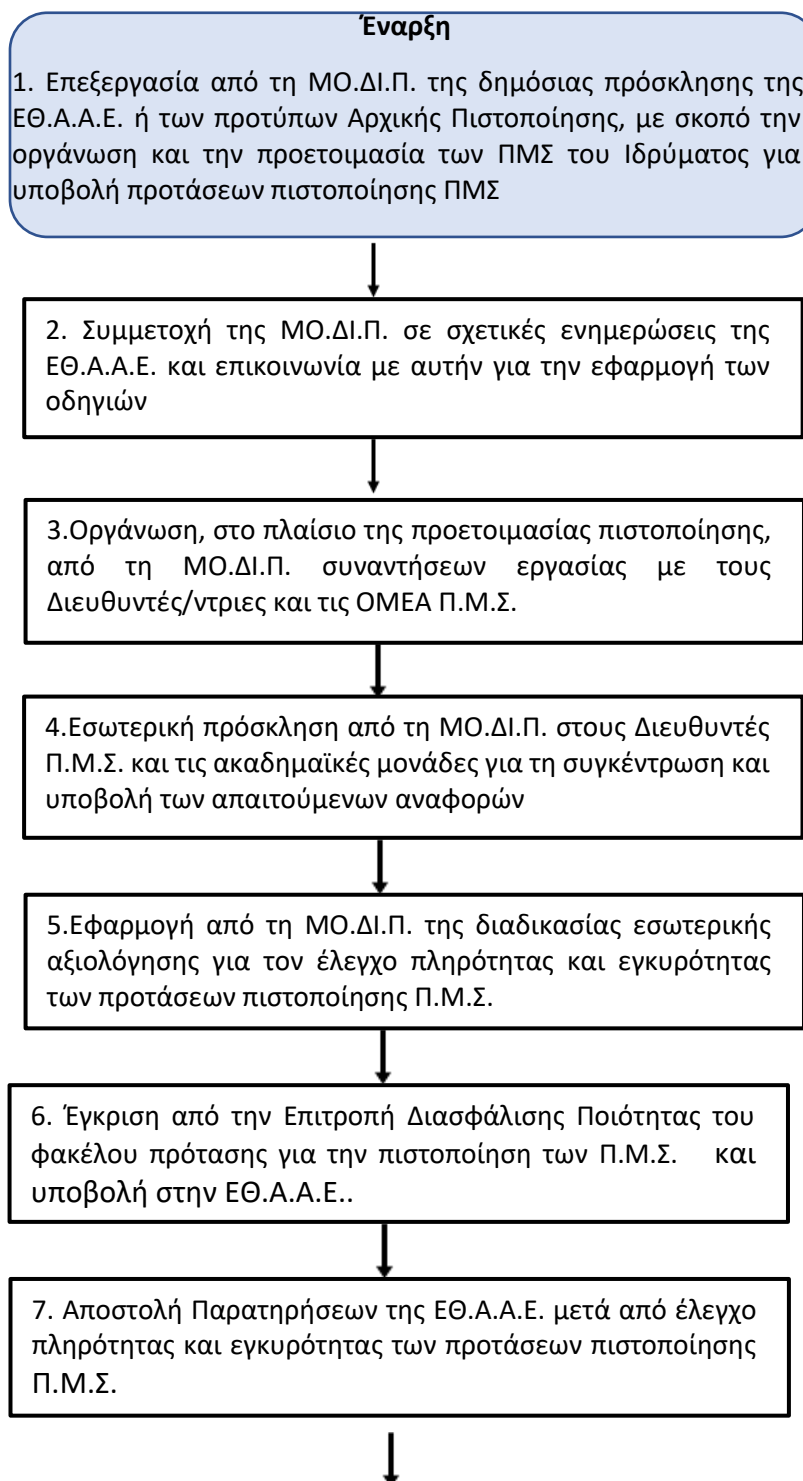 Έναρξη
1. Επεξεργασία από τη ΜΟ.ΔΙ.Π. της δημόσιας πρόσκλησης της
ΕΘ.Α.Α.Ε. ή των προτύπων Αρχικής Πιστοποίησης, με σκοπό την
οργάνωση και την προετοιμασία των ΠΜΣ του Ιδρύματος για
υποβολή προτάσεων πιστοποίησης ΠΜΣ
2. Συμμετοχή της ΜΟ.ΔΙ.Π. σε σχετικές ενημερώσεις της
ΕΘ.Α.Α.Ε. και επικοινωνία με αυτήν για την εφαρμογή των
οδηγιών
3.Οργάνωση, στο πλαίσιο της προετοιμασίας πιστοποίησης,
από τη ΜΟ.ΔΙ.Π. συναντήσεων εργασίας με τους
Διευθυντές/ντριες και τις ΟΜΕΑ Π.Μ.Σ.
4.Εσωτερική πρόσκληση από τη ΜΟ.ΔΙ.Π. στους Διευθυντές
Π.Μ.Σ. και τις ακαδημαϊκές μονάδες για τη συγκέντρωση και
υποβολή των απαιτούμενων αναφορών
5.Εφαρμογή από τη ΜΟ.ΔΙ.Π. της διαδικασίας εσωτερικής
αξιολόγησης για τον έλεγχο πληρότητας και εγκυρότητας
των προτάσεων πιστοποίησης Π.Μ.Σ.
6. Έγκριση από την Επιτροπή Διασφάλισης Ποιότητας του
φακέλου πρότασης για την πιστοποίηση των Π.Μ.Σ. και
υποβολή στην ΕΘ.Α.Α.Ε..
7. Αποστολή Παρατηρήσεων της ΕΘ.Α.Α.Ε. μετά από έλεγχο
πληρότητας και εγκυρότητας των προτάσεων πιστοποίησης
Π.Μ.Σ.